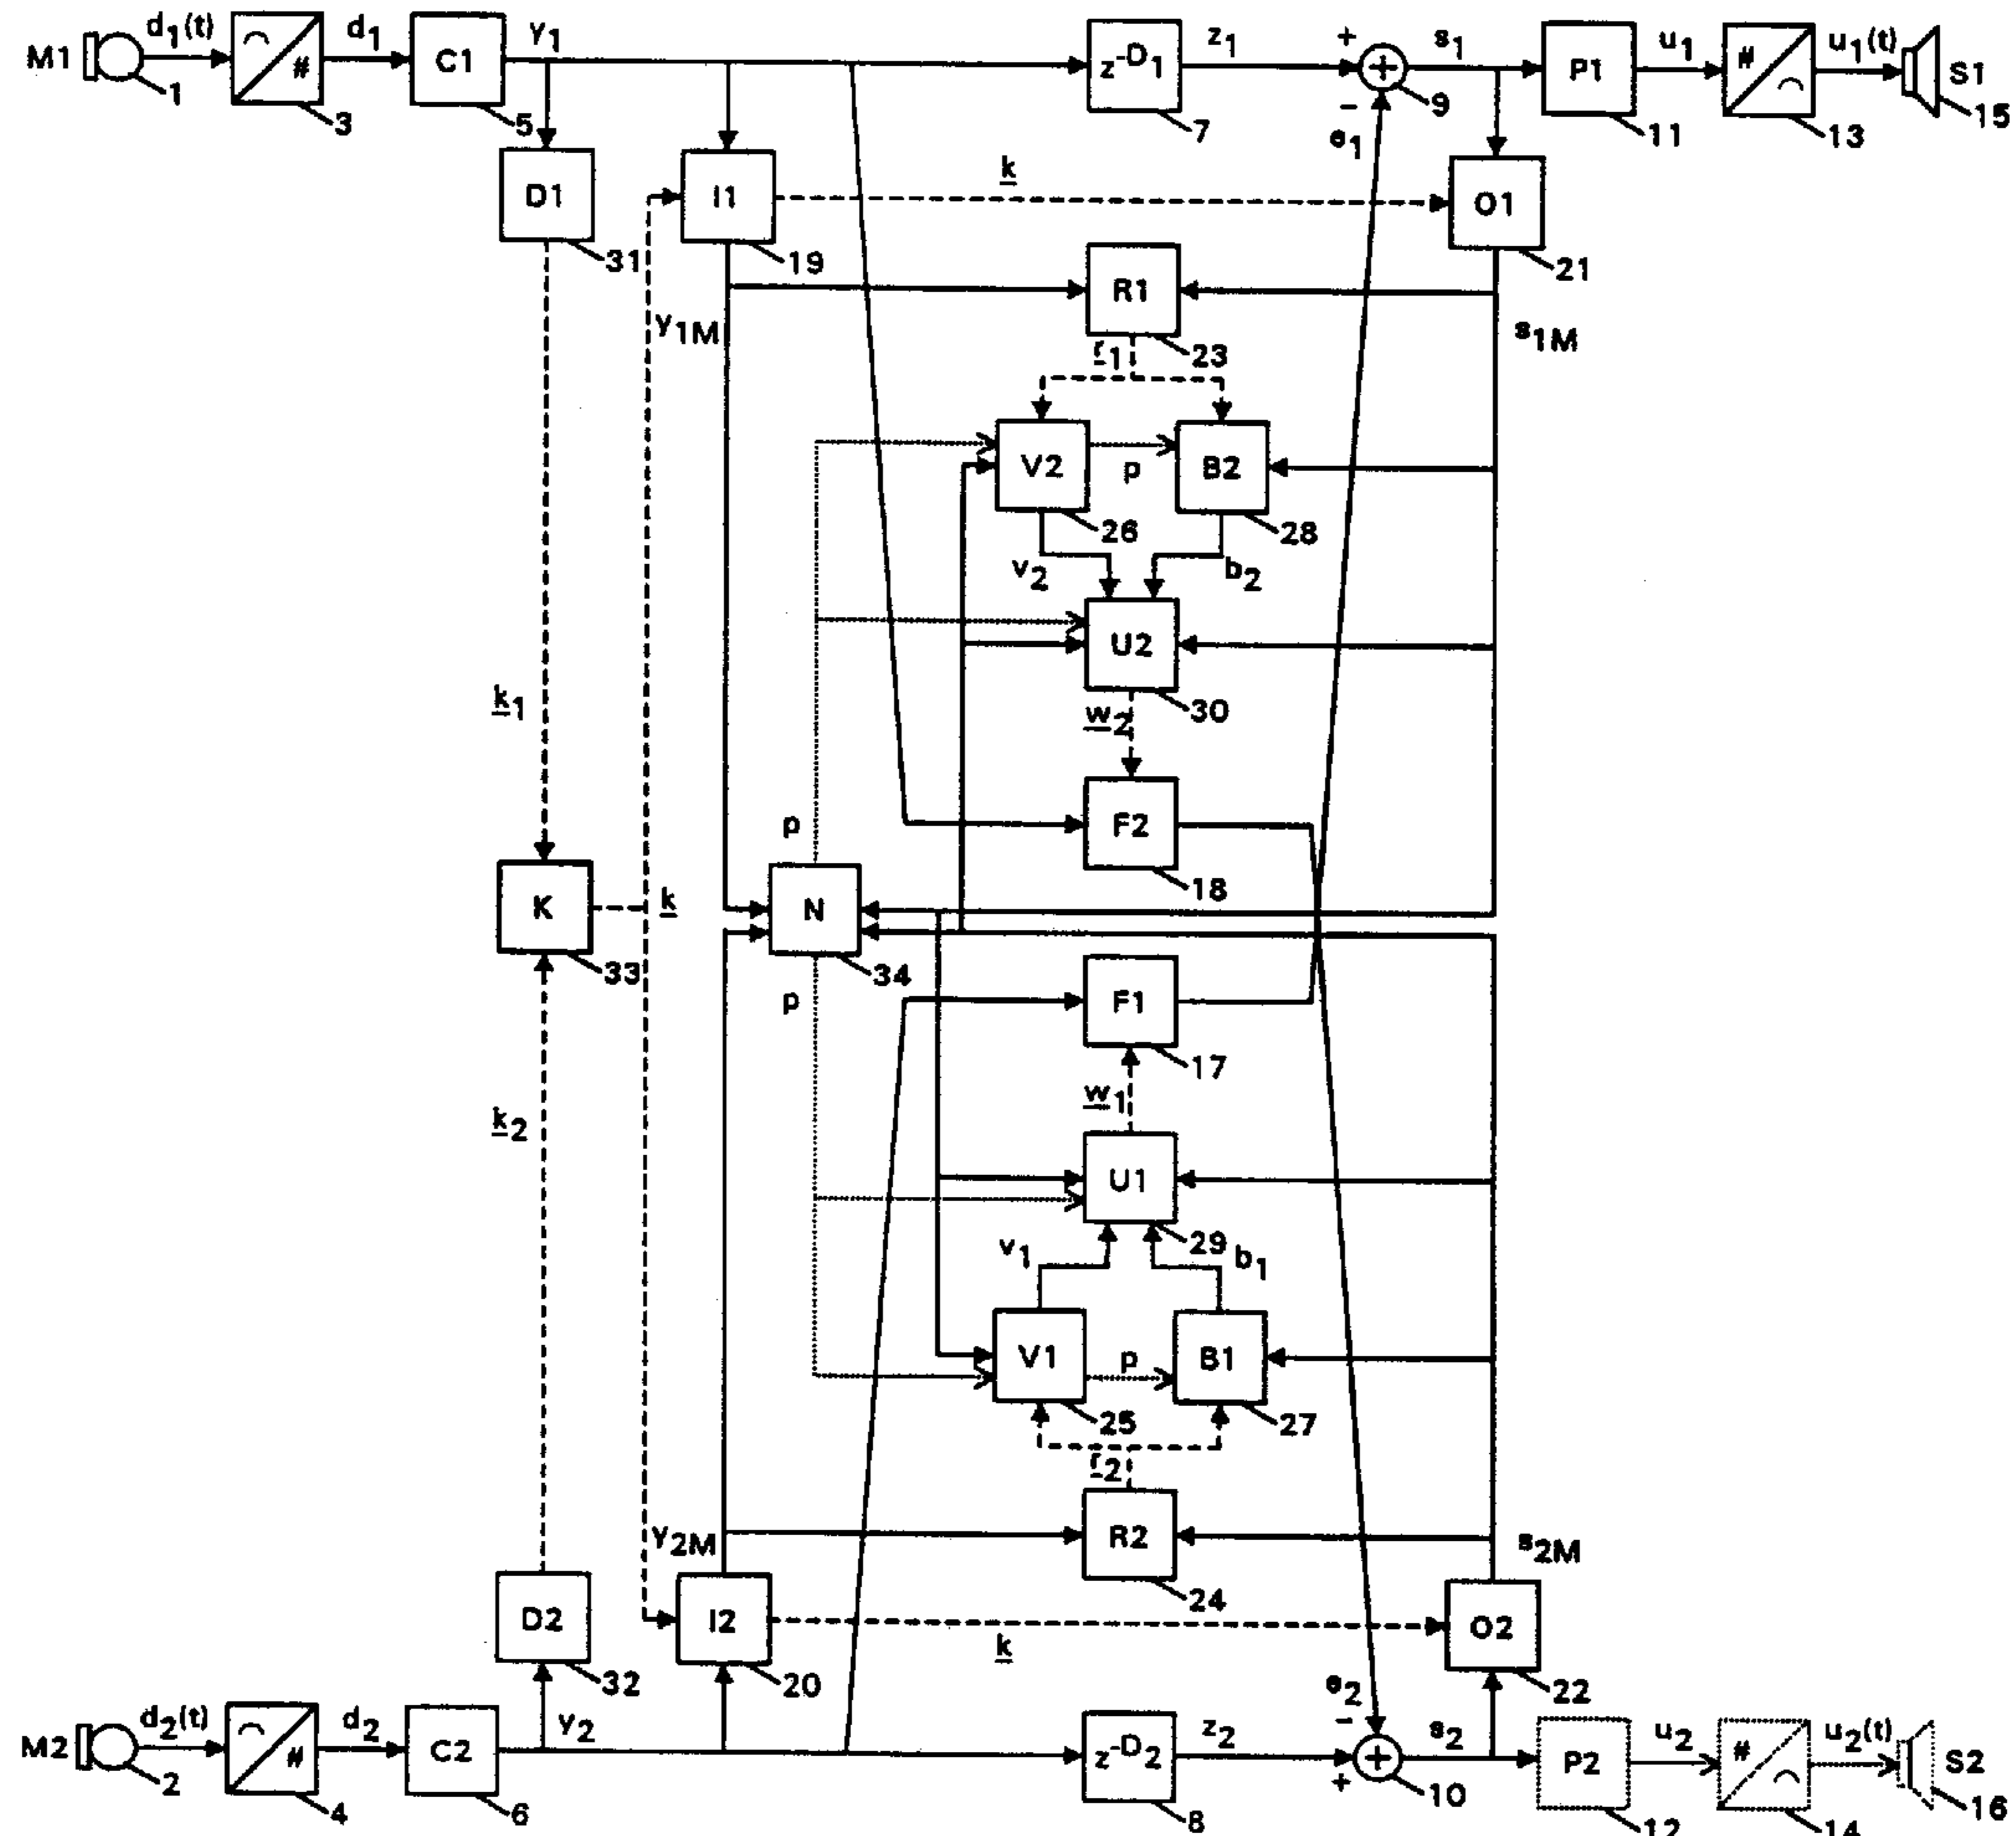 M1 d1(t) d1 C1 y1 z-D1 z1 + s1 P1 u1 # u1(t) S1
1 # 3 5 7 - 9 11 13 15
e1
D1 I1 k O1
31 19 21
R1
y1M s1M
r1 23
V2 p B2
26 28
v2 b2
U2
k1 30
w2
p F2
18
K k N
33 34
p F1
17
w1
k2
U1
29
v1 b1
V1 p B1
25 27
r2
y2M R2 s2M
D2 I2 24 O2
k
32 20 e2 22
M2 d2(t) d2 C2 y2 z-D2 z2 - s2 P2 u2 # u2(t) S2
+
2 # 4 6 8 10 12 14 16